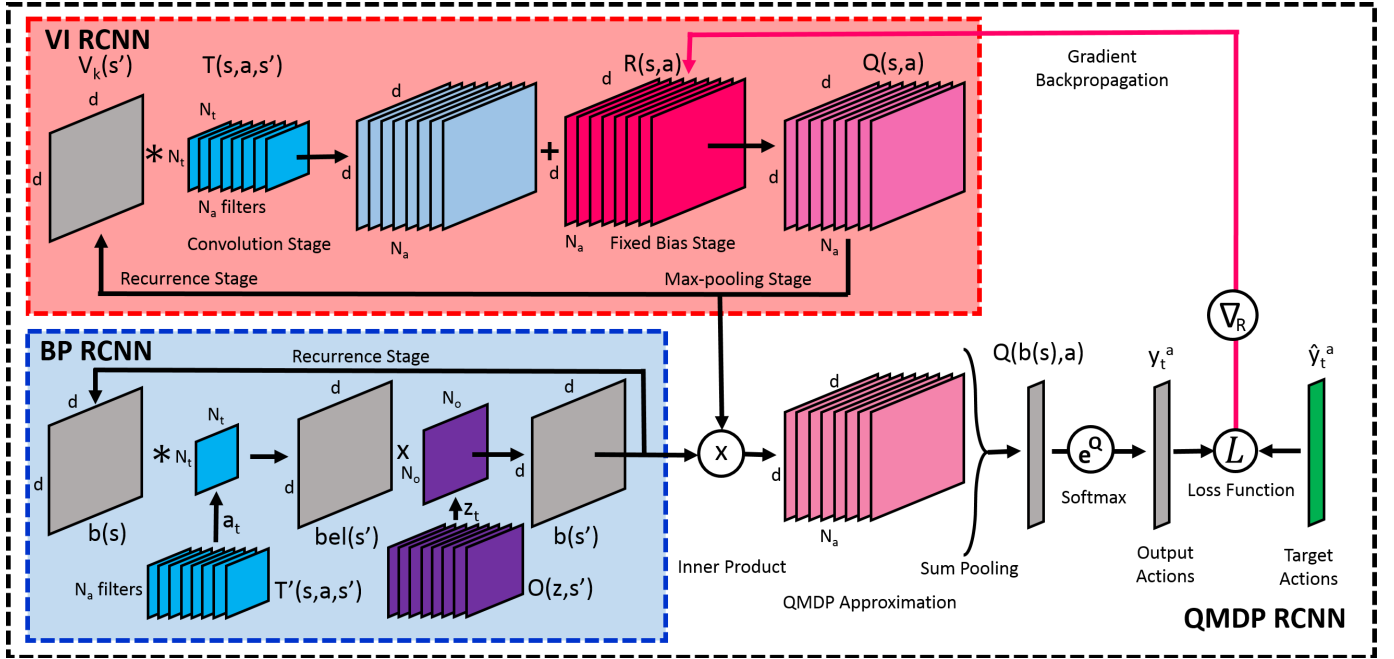 VI RCNN
V_k(s')
T(s,a,s')
d
d
N_t
* N_t
N_a filters
Convolution Stage
d
d
N_a
+
R(s,a)
d
d
N_a
Fixed Bias Stage
Q(s,a)
d
d
N_a
Recurrence Stage
Max-pooling Stage
Gradient
Backpropagation
∇_R
BP RCNN
Recurrence Stage
d
d
b(s)
* N_t
N_t
a_t
N_a filters
T'(s,a,s')
d
d
bel(s')
x
N_o
N_o
z_t
O(z,s')
d
d
b(s')
x
Inner Product
d
d
N_a
QMDP Approximation
Sum Pooling
Q(b(s),a)
e^Q
Softmax
y_t^a
Output
Actions
L
Loss Function
ŷ_t^a
Target
Actions
QMDP RCNN